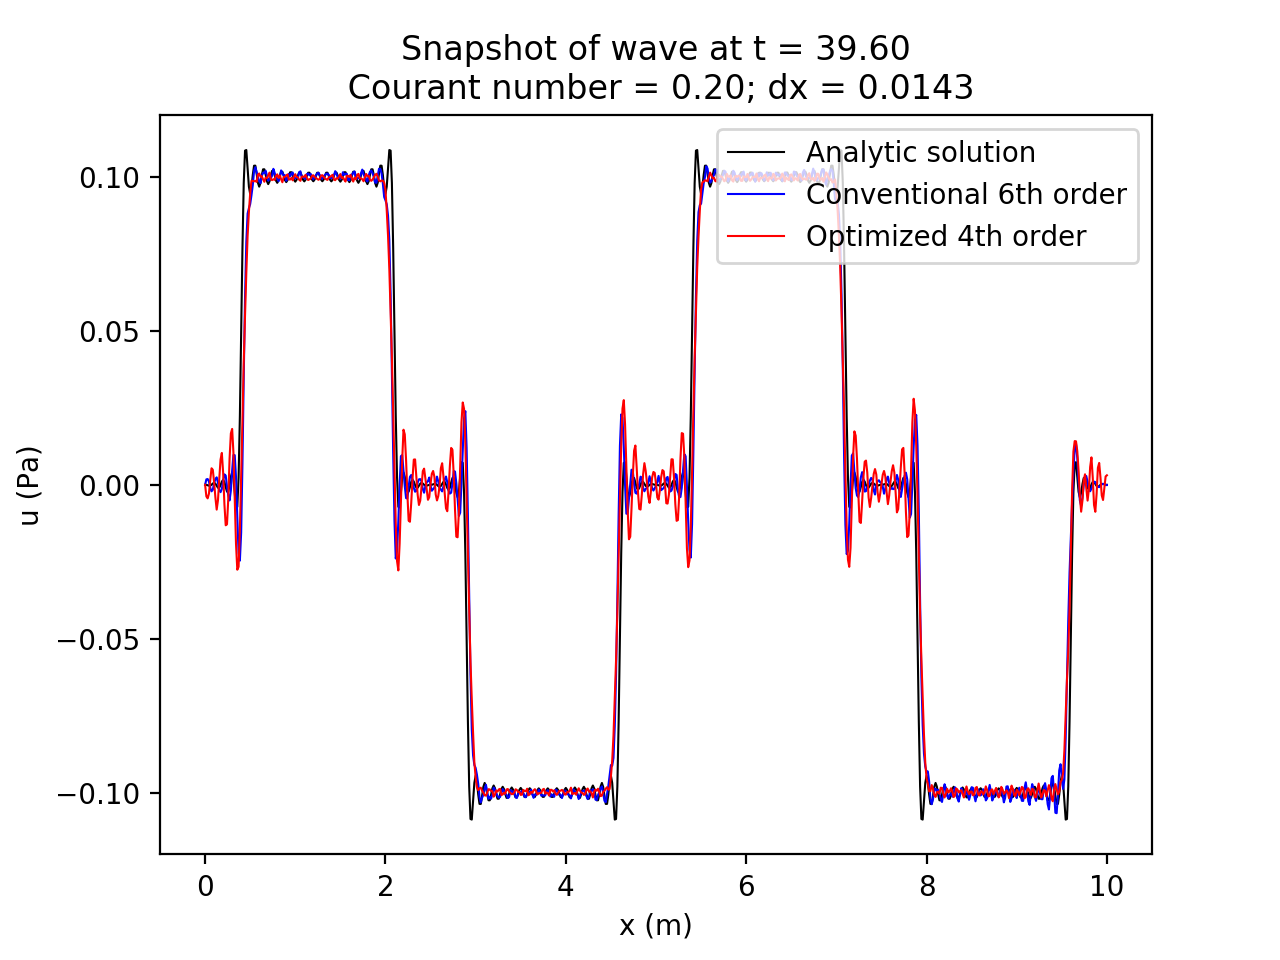 Snapshot of wave at t = 39.60
Courant number = 0.20; dx = 0.0143
Analytic solution
Conventional 6th order
Optimized 4th order
0.10
0.05
0.00
−0.05
−0.10
u (Pa)
0 2 4 6 8 10
x (m)